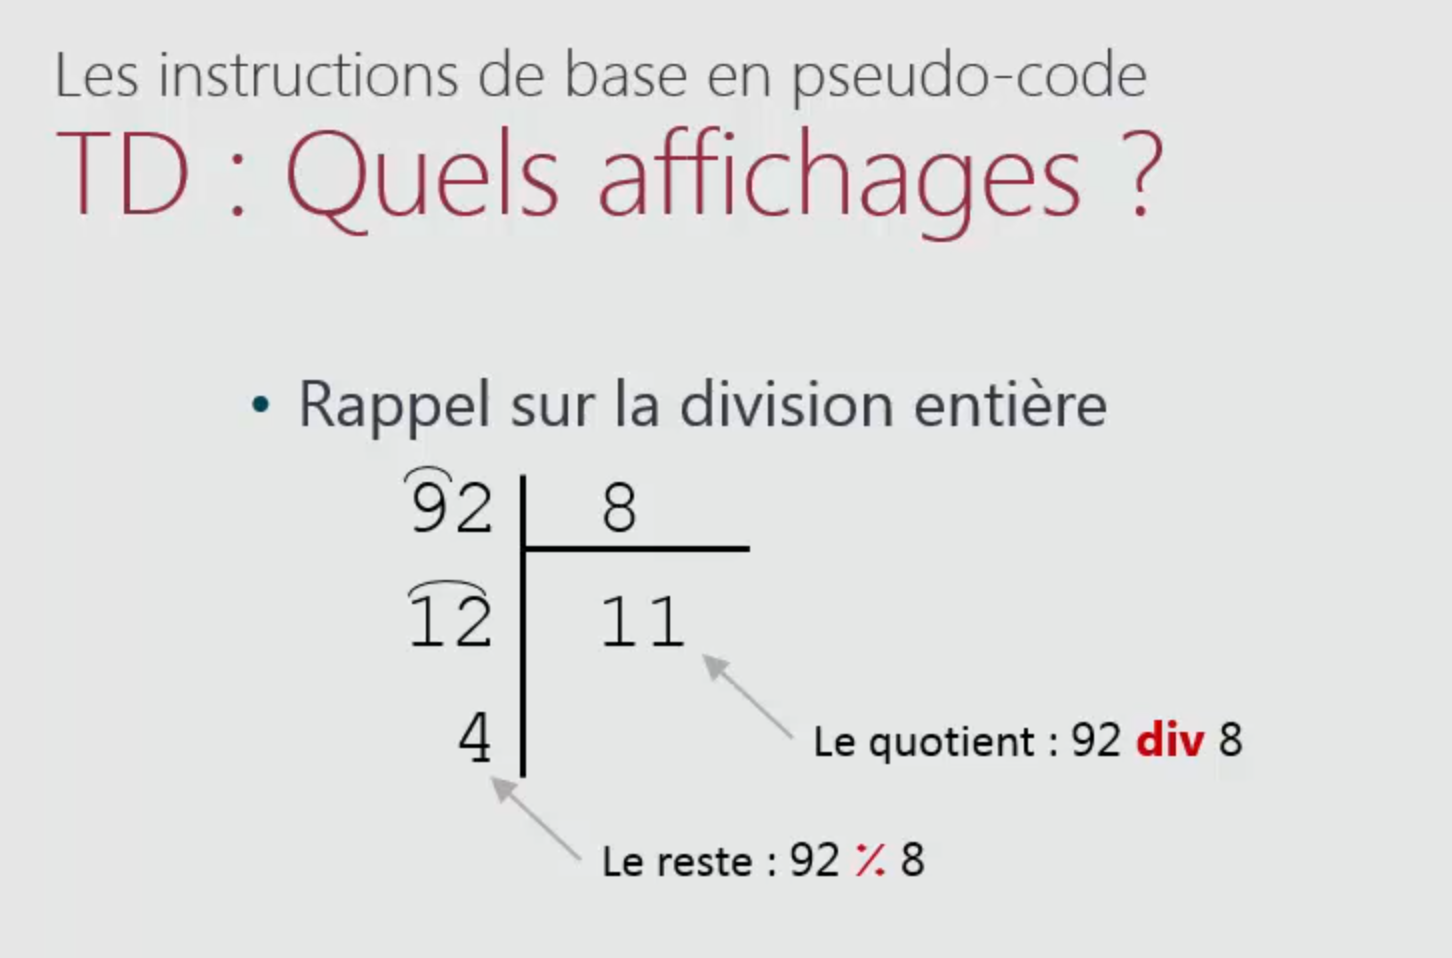 Les instructions de base en pseudo-code
TD : Quels affichages ?
• Rappel sur la division entière
92 8
12 11
4
Le quotient : 92 div 8
Le reste : 92 % 8